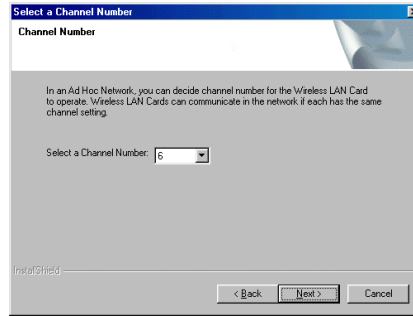 Select a Channel Number
Channel Number
In an Ad Hoc Network, you can decide channel number for the Wireless LAN Card
to operate. Wireless LAN Cards can communicate in the network if each has the same
channel setting.
Select a Channel Number: 6
InstallShield
< Back Next > Cancel